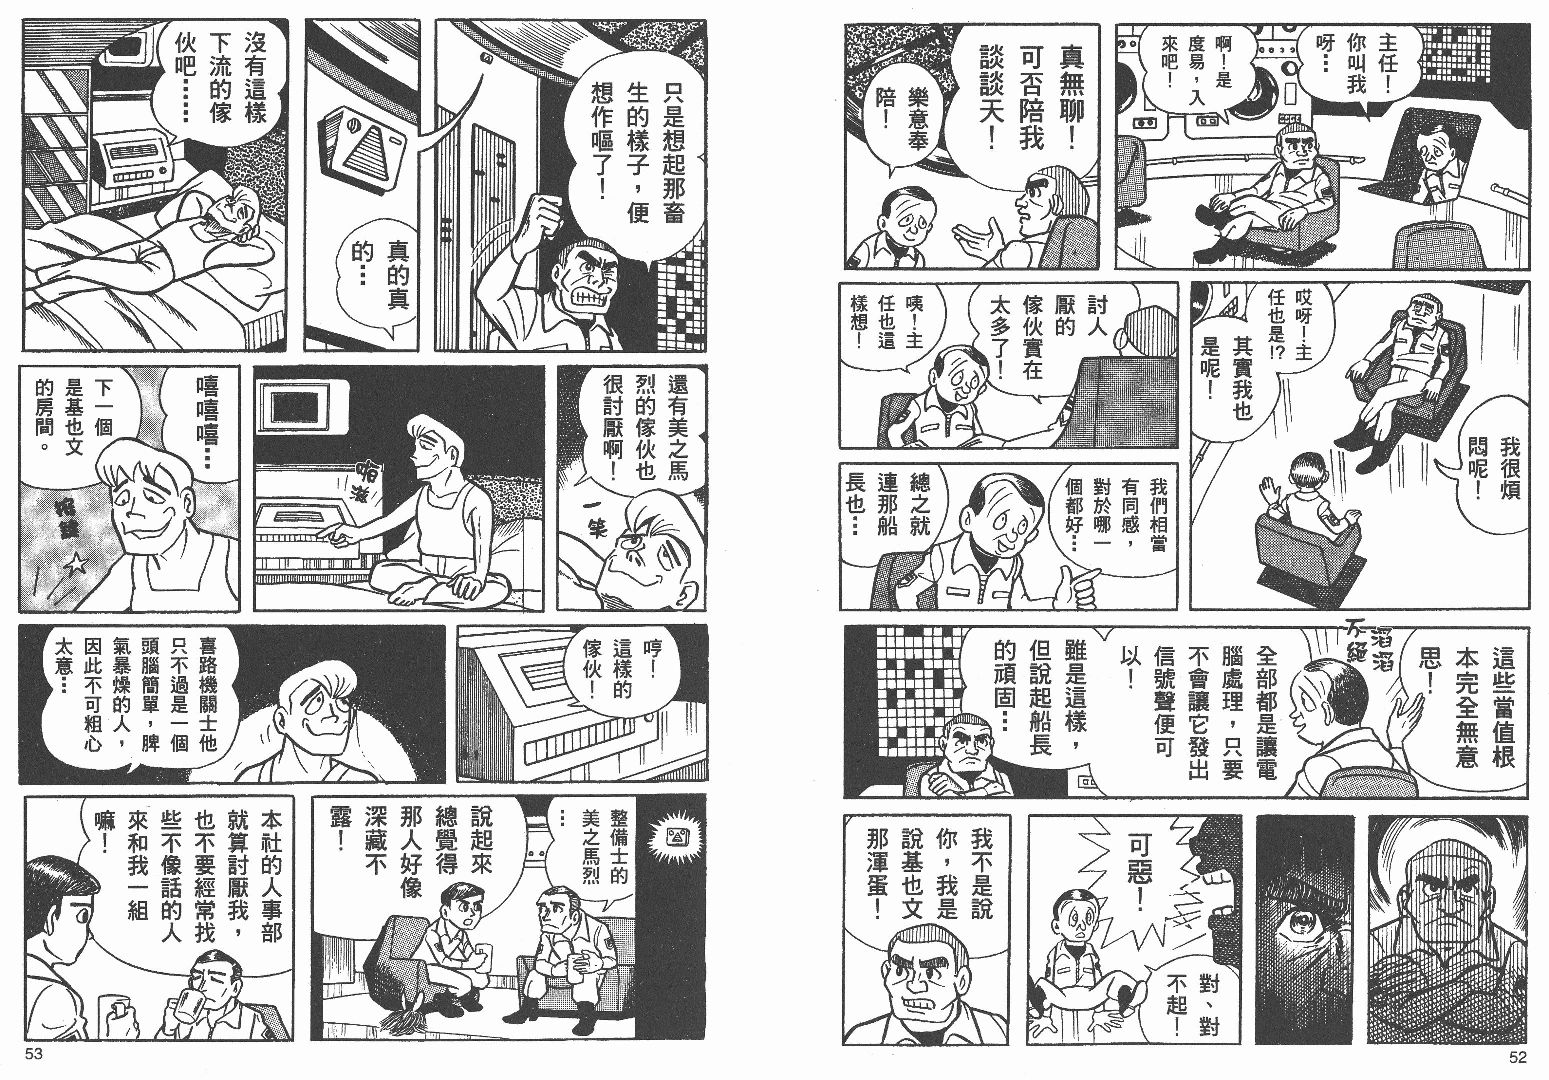 主任！
你叫我
呀…
啊！是
度易，入
來吧！
真無聊！
可否陪我
談談天！
樂意奉
陪！
我很煩
悶呢！
哎呀！主
任也是!?
其實我也
是呢！
討人
厭的
傢伙實在
太多了！
咦！主
任也這
樣想！
我們相當
有同感，
對於哪一
個都好…
總之就
連那船
長也…
這些當值根
本完全無意
思！
滔滔
不絕
全部都是讓電
腦處理，只要
不會讓它發出
信號聲便可
以！
雖是這樣，
但說起船長
的頑固…
可惡！
對、對
不起！
我不是說
你，我是
說基也文
那渾蛋！
52
只是想起那畜
生的樣子，便
想作嘔了！
真的真
的…
沒有這樣
下流的傢
伙吧……
還有美之馬
烈的傢伙也
很討厭啊！
一笑
嘻嘻嘻…
下一個
是基也文
的房間。
按鍵
哼！
這樣的
傢伙！
喜路機關士他
只不過是一個
頭腦簡單，脾
氣暴燥的人，
因此不可粗心
太意…
整備士的
美之馬烈
…
說起來
總覺得
那人好像
深藏不
露！
本社的人事部
就算討厭我，
也不要經常找
些不像話的人
來和我一組
嘛！
53